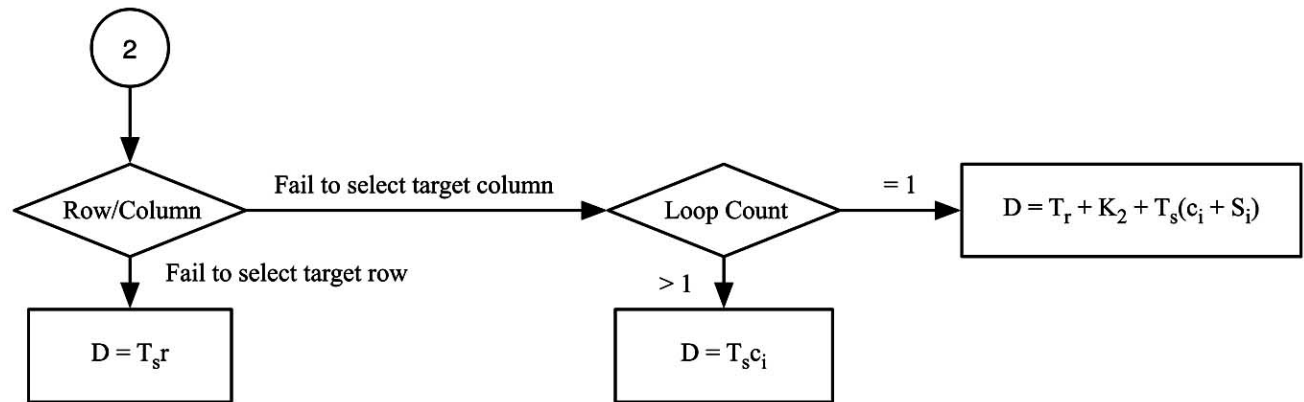 2
Row/Column
Fail to select target column
Loop Count
= 1
D = Tᵣ + K₂ + Tₛ(cᵢ + Sᵢ)
Fail to select target row
> 1
D = Tₛr
D = Tₛcᵢ